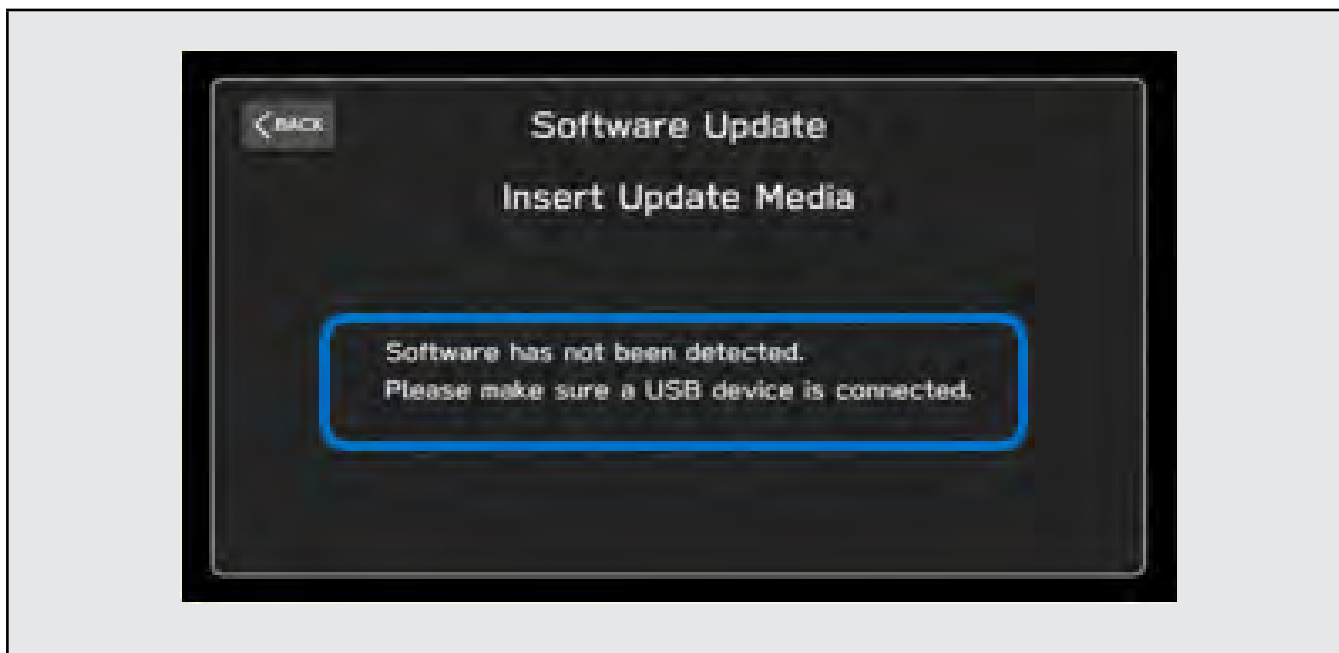 BACK
Software Update
Insert Update Media
Software has not been detected.
Please make sure a USB device is connected.